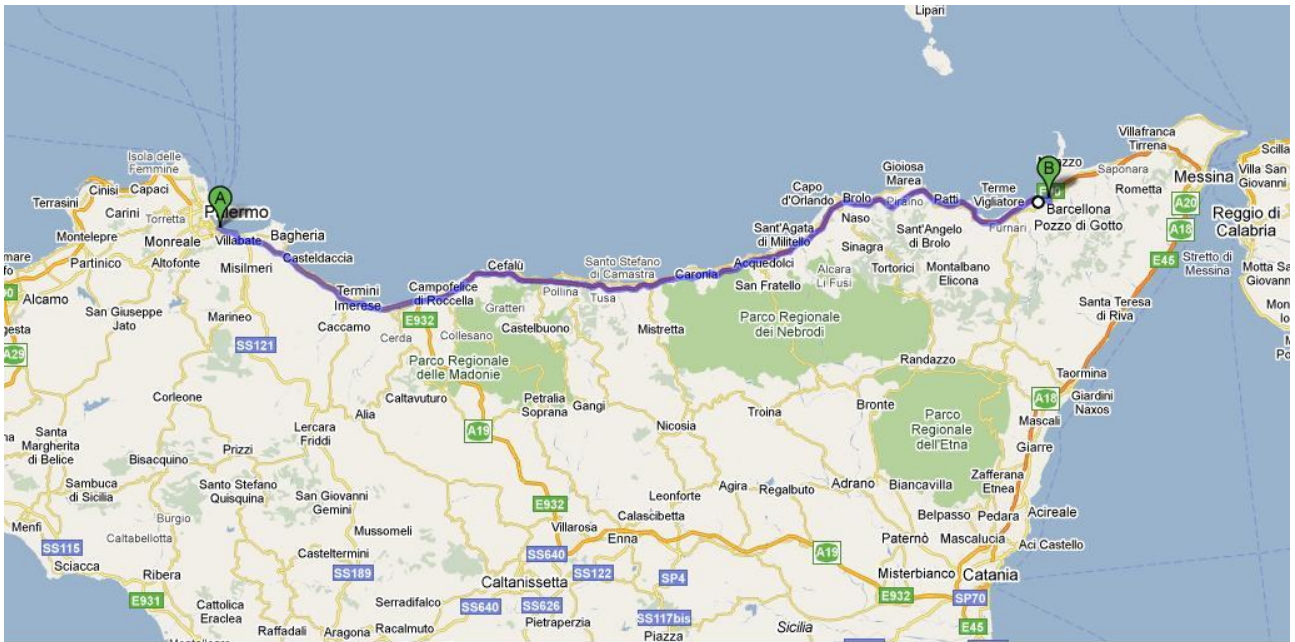 Lipari
Isola delle
Femmine
Cinisi
Capaci
Terrasini
Carini
Torretta
Palermo
Montelepre
Monreale
Villabate
Bagheria
Partinico
Altofonte
Misilmeri
Casteldaccia
Alcamo
San Giuseppe
Jato
Marineo
SS121
Termini
Imerese
Caccamo
Campofelice
di Roccella
E932
Cerda
Collesano
Cefalù
Gratteri
Castelbuono
Pollina
Tusa
Santo Stefano
di Camastra
Mistretta
Caronia
Acquedolci
San Fratello
Sant'Agata
di Militello
Capo
d'Orlando
Brolo
Naso
Gioiosa
Marea
Piraino
Patti
Sinagra
Sant'Angelo
di Brolo
Tortorici
Alcara
Li Fusi
Montalbano
Elicona
Terme
Vigliatore
Furnari
Barcellona
Pozzo di Gotto
Saponara
Villafranca
Tirrena
Rometta
Messina
Scilla
Villa San
Giovanni
A20
A18
Reggio di
Calabria
E45
Stretto di
Messina
Motta
Giovanni
Santa Teresa
di Riva
Parco Regionale
dei Nebrodi
Parco Regionale
delle Madonie
A29
Corleone
Alia
Caltavuturo
Petralia
Soprana
Gangi
A19
Lercara
Friddi
Prizzi
Nicosia
Troina
Bronte
Randazzo
Parco
Regionale
dell'Etna
Taormina
Giardini
Naxos
A18
Mascali
Giarre
Zafferana
Etnea
Santa
Margherita
di Belice
Bisacquino
Sambuca
di Sicilia
Santo Stefano
Quisquina
San Giovanni
Gemini
Mussomeli
E932
Villarosa
Leonforte
Calascibetta
Enna
Agira
Regalbuto
Adrano
Biancavilla
Belpasso
Pedara
Acireale
Paternò
Mascalucia
Aci Castello
Menfi
Burgio
Caltabellotta
SS115
Sciacca
Ribera
Casteltermini
SS189
SS640
SS122
SP4
A19
Caltanissetta
Misterbianco
Catania
E932
SP70
E931
Cattolica
Eraclea
Raffadali
Aragona
Racalmuto
Serradifalco
SS640
SS626
Pietraperzia
SS117bis
Piazza
Sicilia
E45
A
B